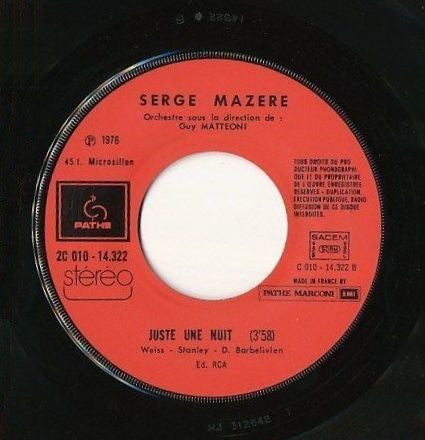 SERGE MAZERE
Orchestre sous la direction de :
Guy MATTEONI
℗ 1976
45 t. Microsillon
PATHE
2C 010 - 14.322
stéréo
TOUS DROITS DU PRO
DUCTEUR PHONOGRAPHI
QUE ET DU PROPRIETAIRE
DE L'ŒUVRE ENREGISTREE
RESERVES - DUPLICATION,
EXECUTION PUBLIQUE, RADIO
DIFFUSION DE CE DISQUE
INTERDITES.
SACEM
C 010 - 14.322 B
MADE IN FRANCE BY
PATHE MARCONI EMI
JUSTE UNE NUIT (3'58)
Weiss - Stanley - D. Barbelivien
Ed. RCA
MJ 312642 1